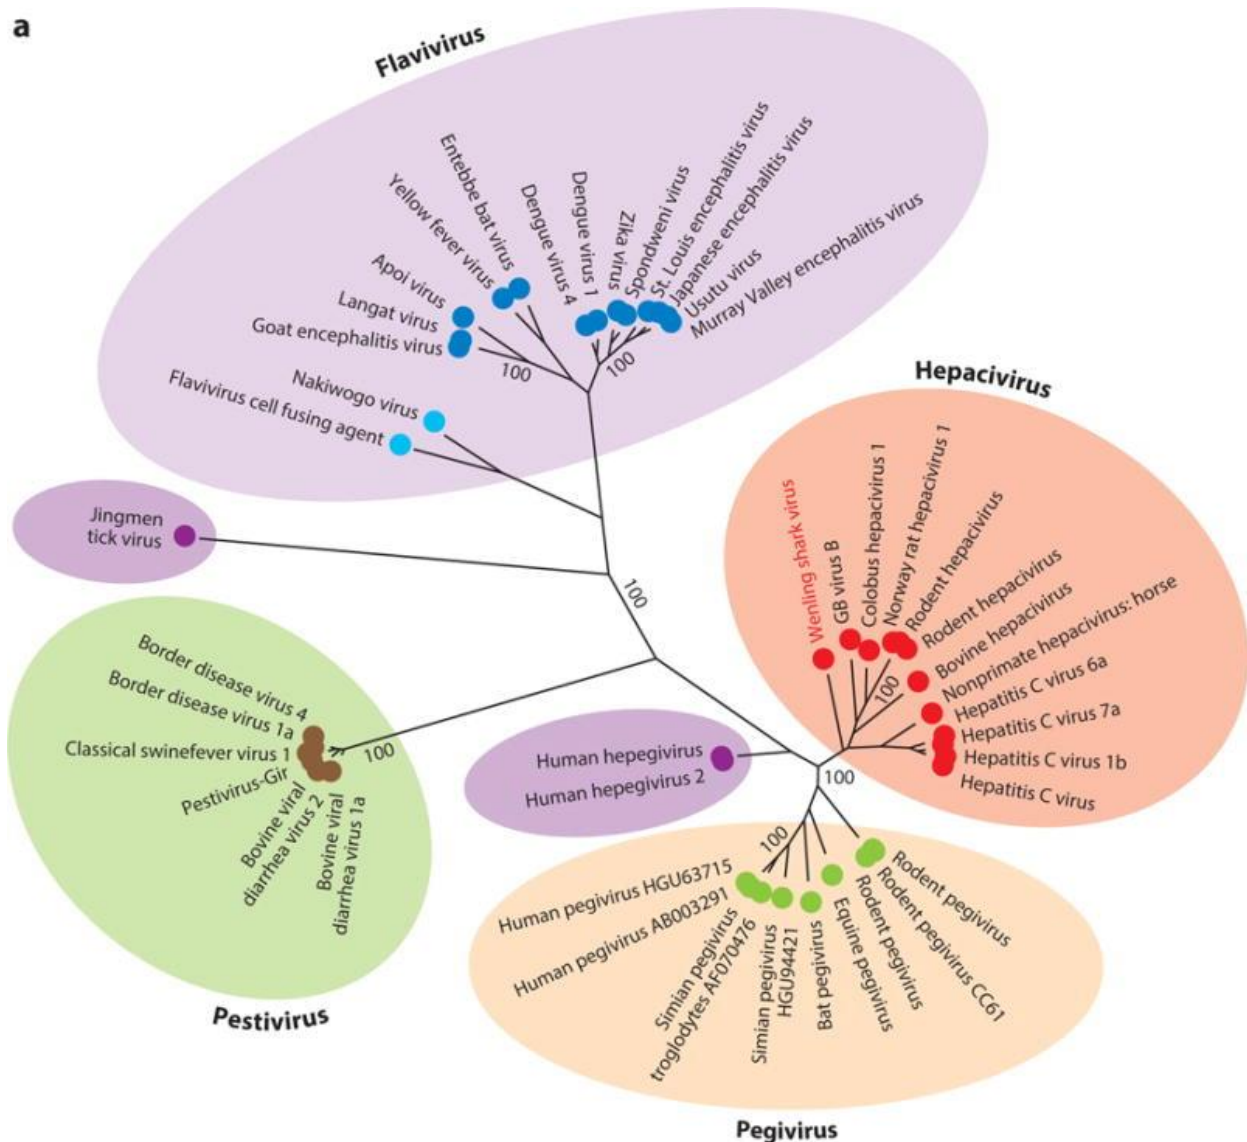 a
Flavivirus
Entebbe bat virus
Yellow fever virus
Apoi virus
Langat virus
Goat encephalitis virus
Nakiwogo virus
Flavivirus cell fusing agent
Dengue virus 4
Dengue virus 1
Zika virus
Spondweni virus
St. Louis encephalitis virus
Japanese encephalitis virus
Usutu virus
Murray Valley encephalitis virus
100
100
Jingmen
tick virus
100
Hepacivirus
Wenling shark virus
GB virus B
Colobus hepacivirus 1
Norway rat hepacivirus 1
Rodent hepacivirus
Rodent hepacivirus
Bovine hepacivirus
Nonprimate hepacivirus: horse
Hepatitis C virus 6a
Hepatitis C virus 7a
Hepatitis C virus 1b
Hepatitis C virus
100
Border disease virus 4
Border disease virus 1a
Classical swinefever virus 1
Pestivirus-Gir
Bovine viral
diarrhea virus 2
Bovine viral
diarrhea virus 1a
100
Pestivirus
Human hepegivirus
Human hepegivirus 2
100
100
Human pegivirus HGU63715
Human pegivirus AB003291
Simian pegivirus
troglodytes AF070476
Simian pegivirus
HGU94421
Bat pegivirus
Equine pegivirus
Rodent pegivirus
Rodent pegivirus CC61
Rodent pegivirus
Pegivirus